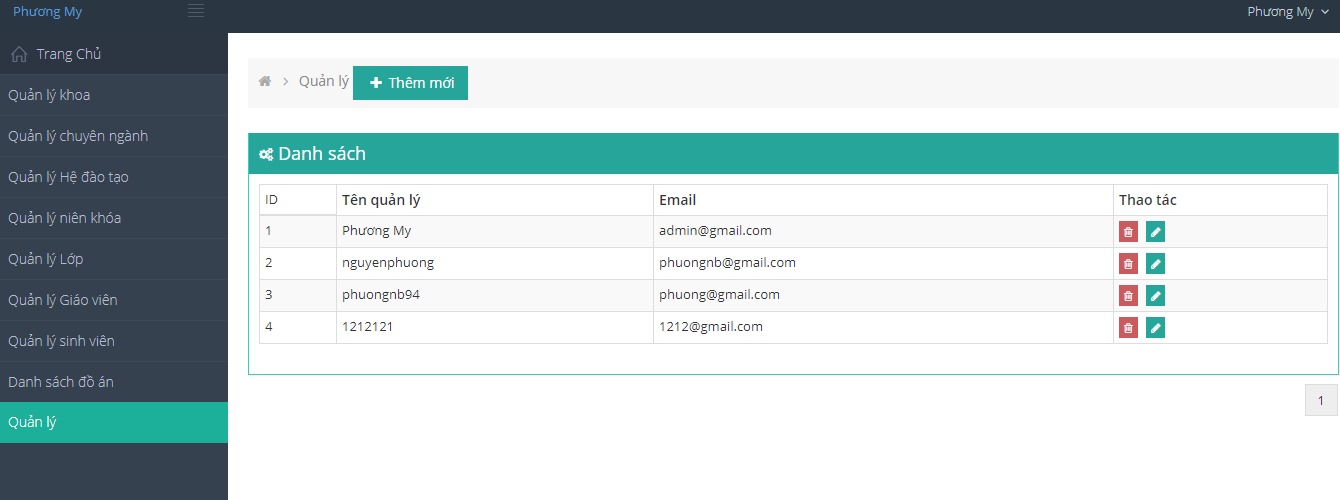 Phương My
Phương My
Trang Chủ
Quản lý khoa
Quản lý chuyên ngành
Quản lý Hệ đào tạo
Quản lý niên khóa
Quản lý Lớp
Quản lý Giáo viên
Quản lý sinh viên
Danh sách đồ án
Quản lý
Quản lý Thêm mới
Danh sách
ID Tên quản lý Email Thao tác
1 Phương My admin@gmail.com
2 nguyenphuong phuongnb@gmail.com
3 phuongnb94 phuong@gmail.com
4 1212121 1212@gmail.com
1